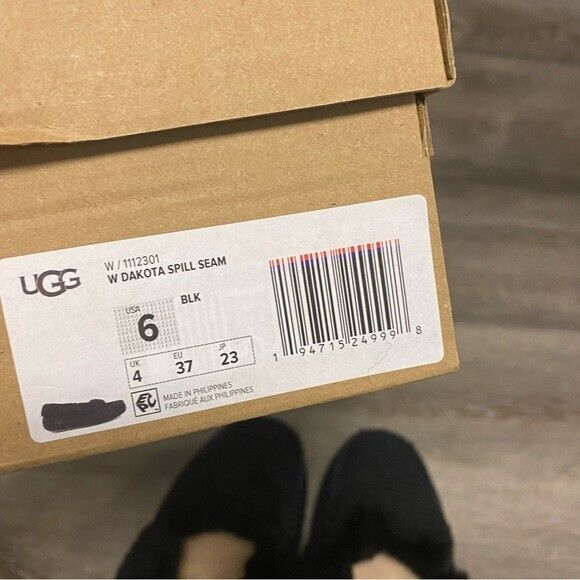 UGG
W / 1112301
W DAKOTA SPILL SEAM
USA
6
BLK
UK EU JP
4 37 23
MADE IN PHILIPPINES
FABRIQUÉ AUX PHILIPPINES
1 94715 24999 8